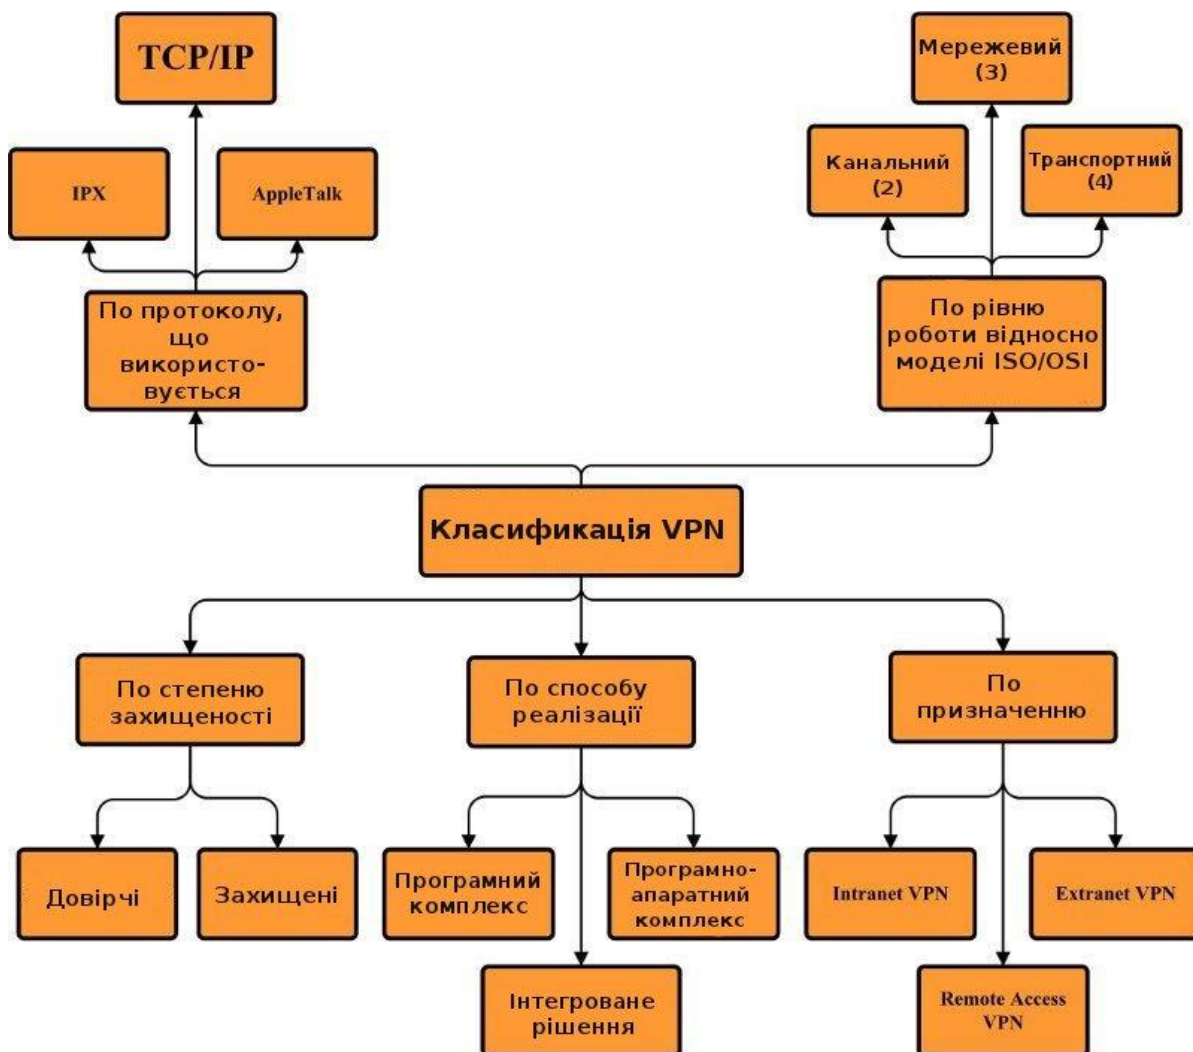 TCP/IP
Мережевий
(3)
IPX
AppleTalk
Канальний
(2)
Транспортний
(4)
По протоколу,
що
використо-
вується
По рівню
роботи відносно
моделі ISO/OSI
Класификація VPN
По степеню
захищеності
По способу
реалізації
По
призначенню
Довірчі
Захищені
Програмний
комплекс
Програмно-
апаратний
комплекс
Intranet VPN
Extranet VPN
Інтегроване
рішення
Remote Access
VPN